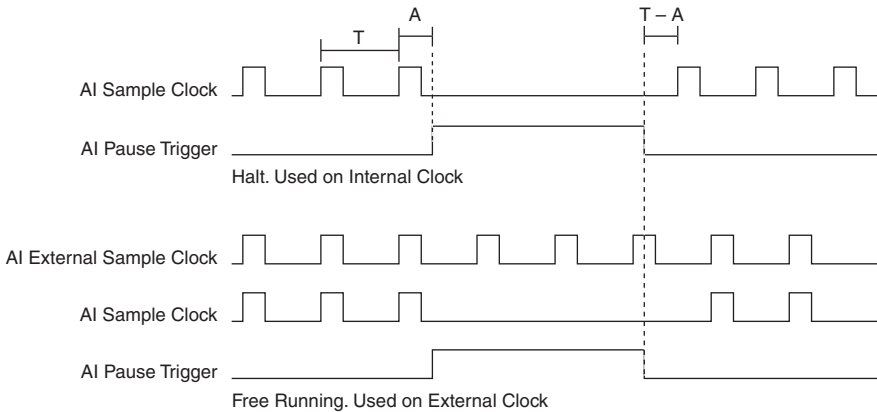 A
T – A
T
AI Sample Clock
AI Pause Trigger
Halt. Used on Internal Clock
AI External Sample Clock
AI Sample Clock
AI Pause Trigger
Free Running. Used on External Clock